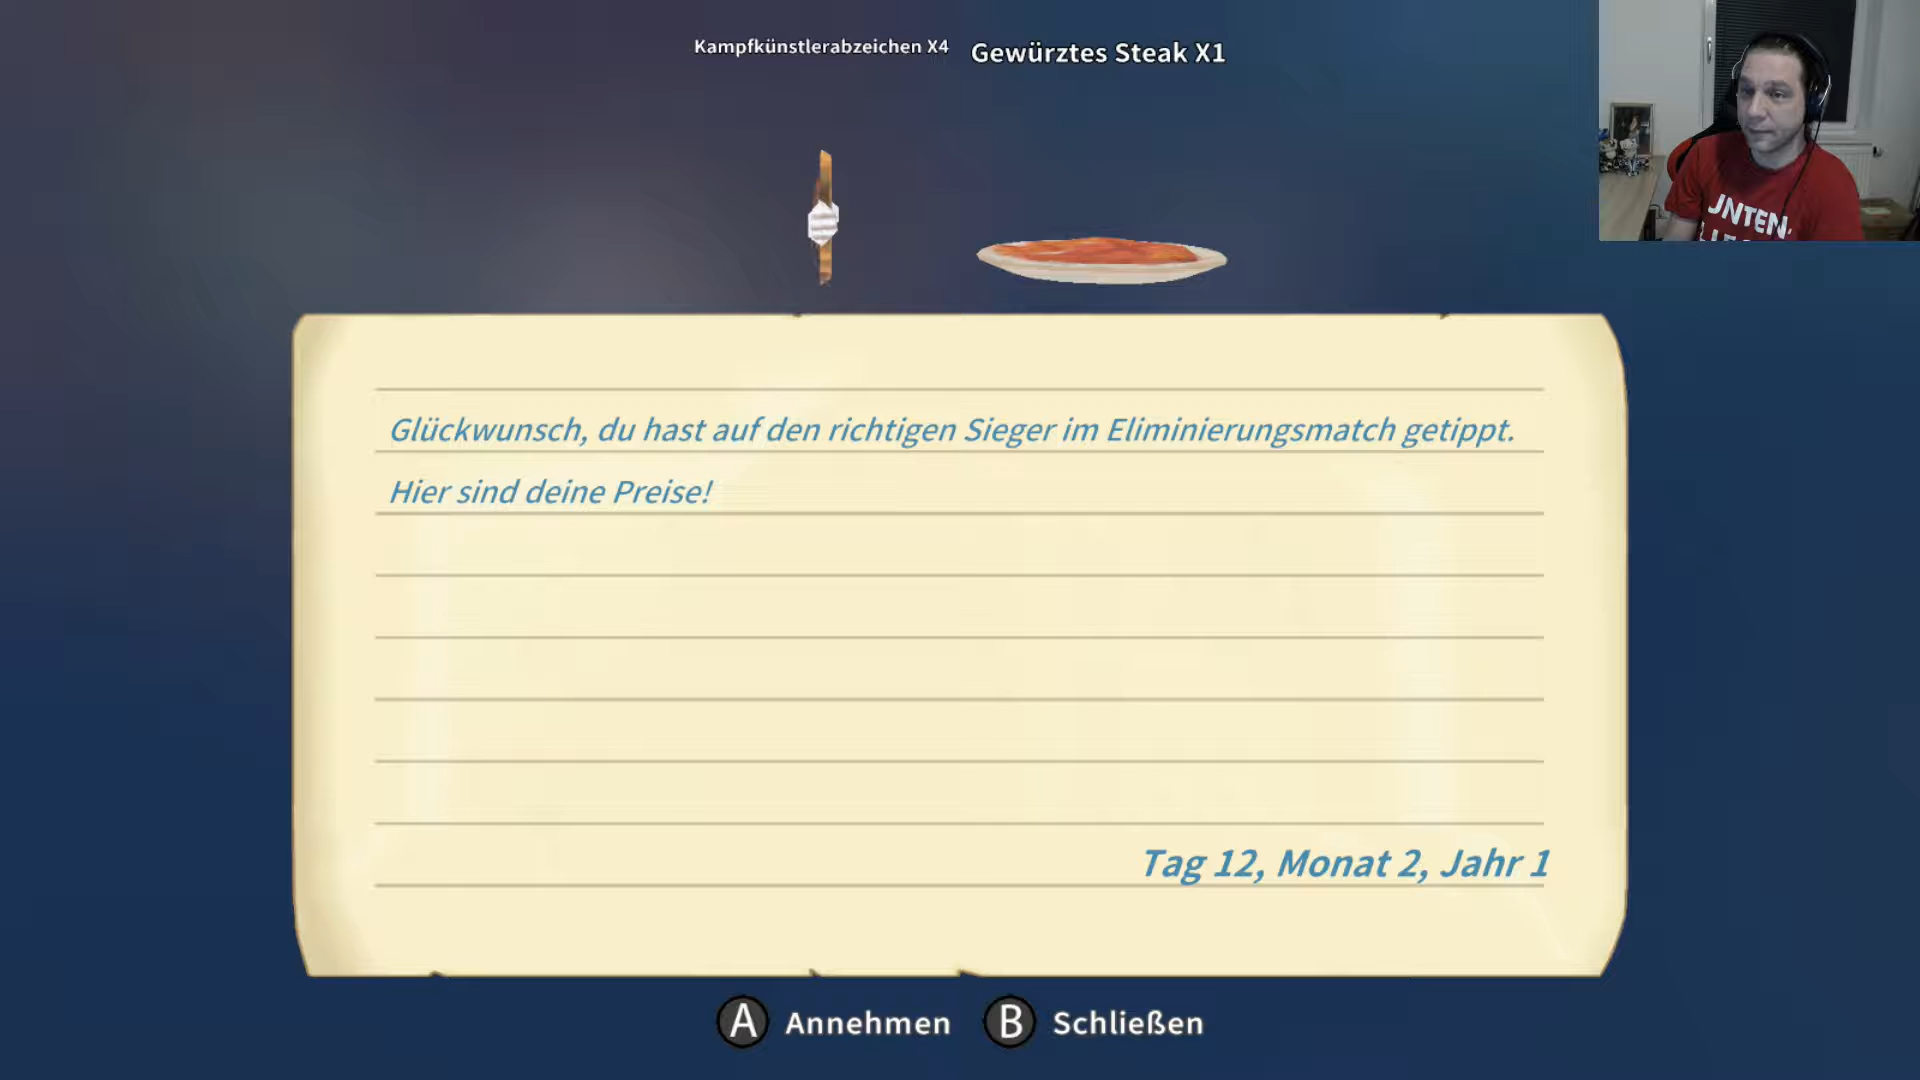 Kampfkünstlerabzeichen X4
Gewürztes Steak X1
Glückwunsch, du hast auf den richtigen Sieger im Eliminierungsmatch getippt.
Hier sind deine Preise!
Tag 12, Monat 2, Jahr 1
A Annehmen B Schließen